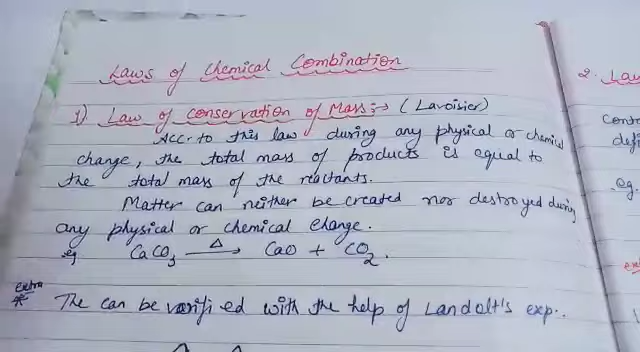 Laws of Chemical Combination
1) Law of conservation of Mass :→ (Lavoisier)
Acc. to this law during any physical or chemical
change, the total mass of products is equal to
the total mass of the reactants.
Matter can neither be created nor destroyed during
any physical or chemical change.
eg CaCO3 —Δ→ CaO + CO2.
extra
* The can be verified with the help of Landolt's exp..
2. Law
eg.